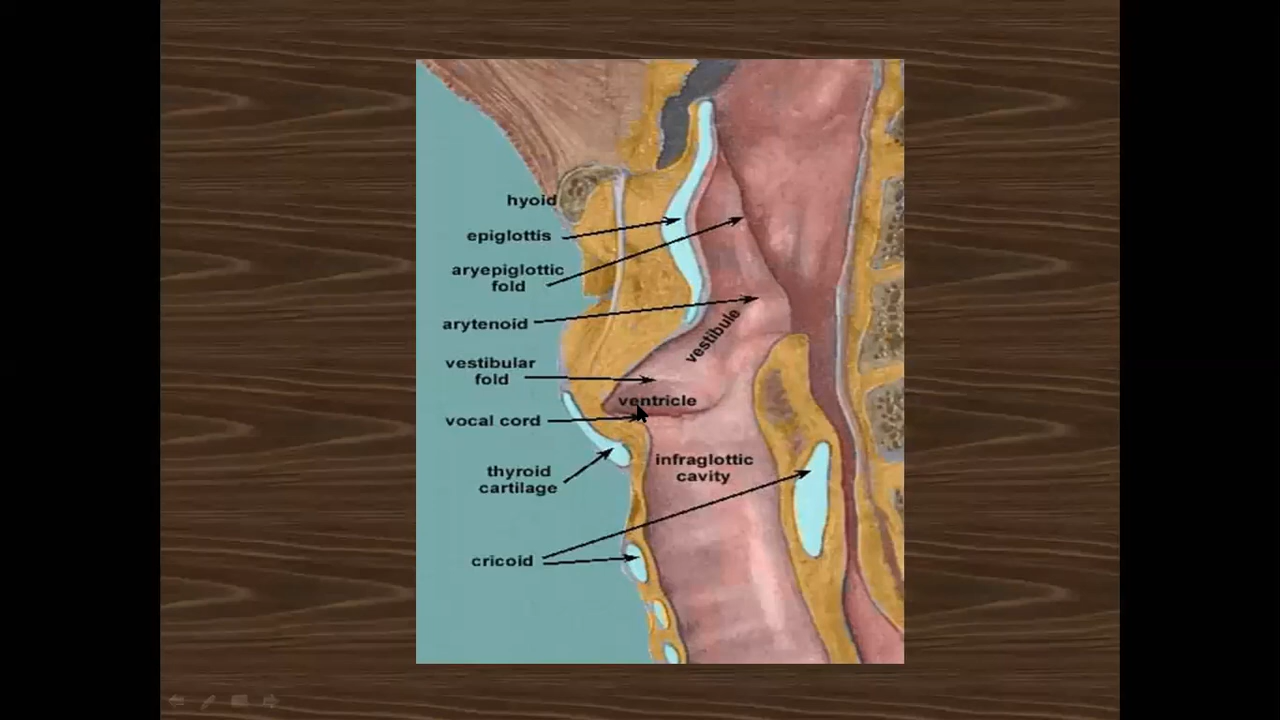 hyoid
epiglottis
aryepiglottic
fold
arytenoid
vestibule
vestibular
fold
ventricle
vocal cord
infraglottic
cavity
thyroid
cartilage
cricoid